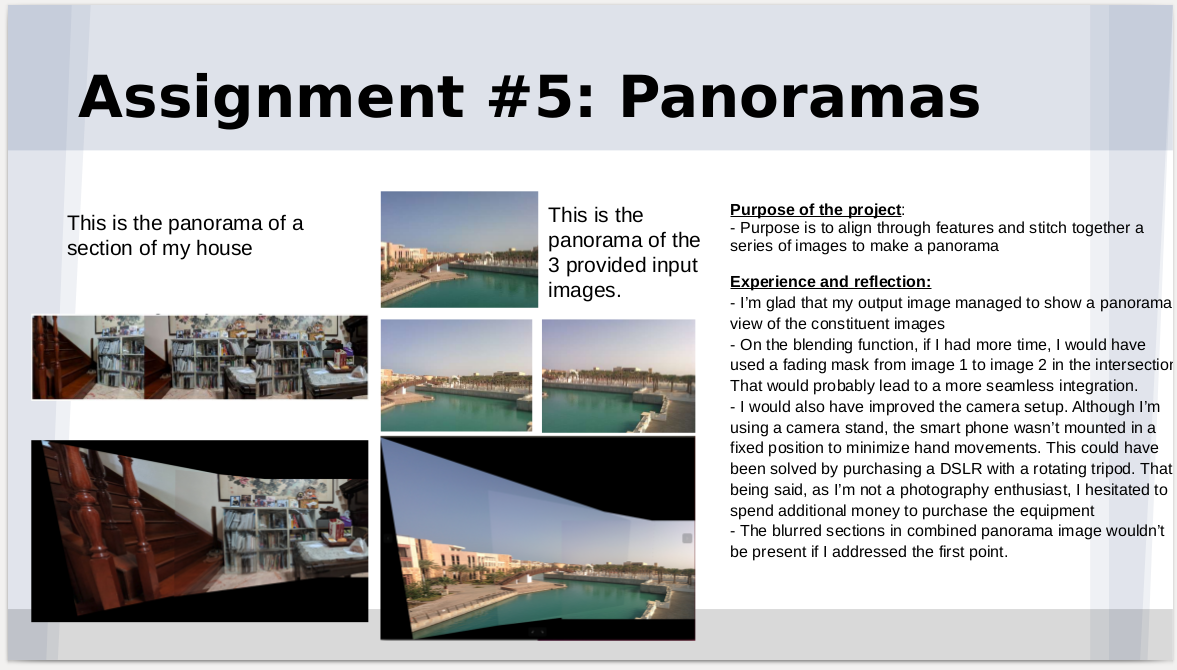 Assignment #5: Panoramas
This is the panorama of a
section of my house
This is the
panorama of the
3 provided input
images.
Purpose of the project:
- Purpose is to align through features and stitch together a
series of images to make a panorama
Experience and reflection:
- I’m glad that my output image managed to show a panorama
view of the constituent images
- On the blending function, if I had more time, I would have
used a fading mask from image 1 to image 2 in the intersection
That would probably lead to a more seamless integration.
- I would also have improved the camera setup. Although I’m
using a camera stand, the smart phone wasn’t mounted in a
fixed position to minimize hand movements. This could have
been solved by purchasing a DSLR with a rotating tripod. That
being said, as I’m not a photography enthusiast, I hesitated to
spend additional money to purchase the equipment
- The blurred sections in combined panorama image wouldn’t
be present if I addressed the first point.